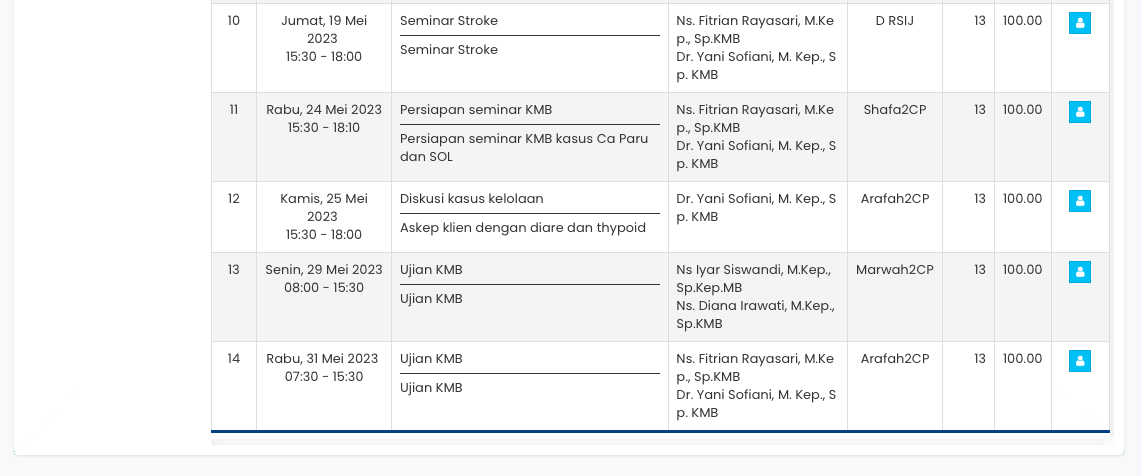 10
Jumat, 19 Mei
2023
15:30 - 18:00
Seminar Stroke
Seminar Stroke
Ns. Fitrian Rayasari, M.Ke
p., Sp.KMB
Dr. Yani Sofiani, M. Kep., S
p. KMB
D RSIJ
13
100.00
11
Rabu, 24 Mei 2023
15:30 - 18:10
Persiapan seminar KMB
Persiapan seminar KMB kasus Ca Paru
dan SOL
Ns. Fitrian Rayasari, M.Ke
p., Sp.KMB
Dr. Yani Sofiani, M. Kep., S
p. KMB
Shafa2CP
13
100.00
12
Kamis, 25 Mei
2023
15:30 - 18:00
Diskusi kasus kelolaan
Askep klien dengan diare dan thypoid
Dr. Yani Sofiani, M. Kep., S
p. KMB
Arafah2CP
13
100.00
13
Senin, 29 Mei 2023
08:00 - 15:30
Ujian KMB
Ujian KMB
Ns Iyar Siswandi, M.Kep.,
Sp.Kep.MB
Ns. Diana Irawati, M.Kep.,
Sp.KMB
Marwah2CP
13
100.00
14
Rabu, 31 Mei 2023
07:30 - 15:30
Ujian KMB
Ujian KMB
Ns. Fitrian Rayasari, M.Ke
p., Sp.KMB
Dr. Yani Sofiani, M. Kep., S
p. KMB
Arafah2CP
13
100.00